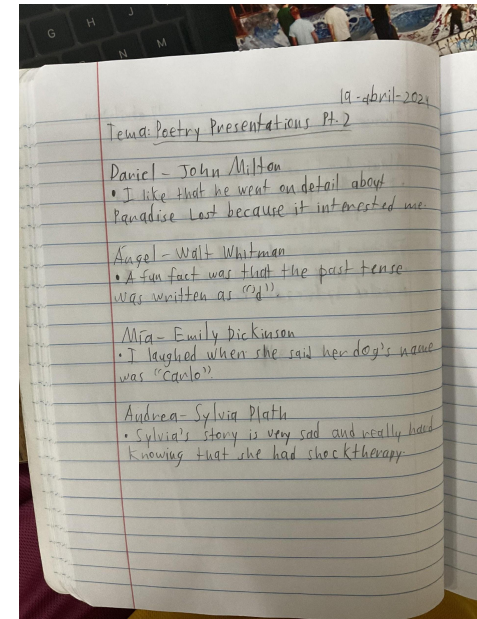 G
H
J
N
M
19-abril-2024
Tema: Poetry Presentations Pt. 2
Daniel - John Milton
• I like that he went on detail about
Paradise Lost because it interested me.
Ángel - Walt Whitman
• A fun fact was that the past tense
was written as "'d".
Mía - Emily Dickinson
• I laughed when she said her dog's name
was "Carlo"
Andrea - Sylvia Plath
• Sylvia's story is very sad and really hard
knowing that she had shocktherapy